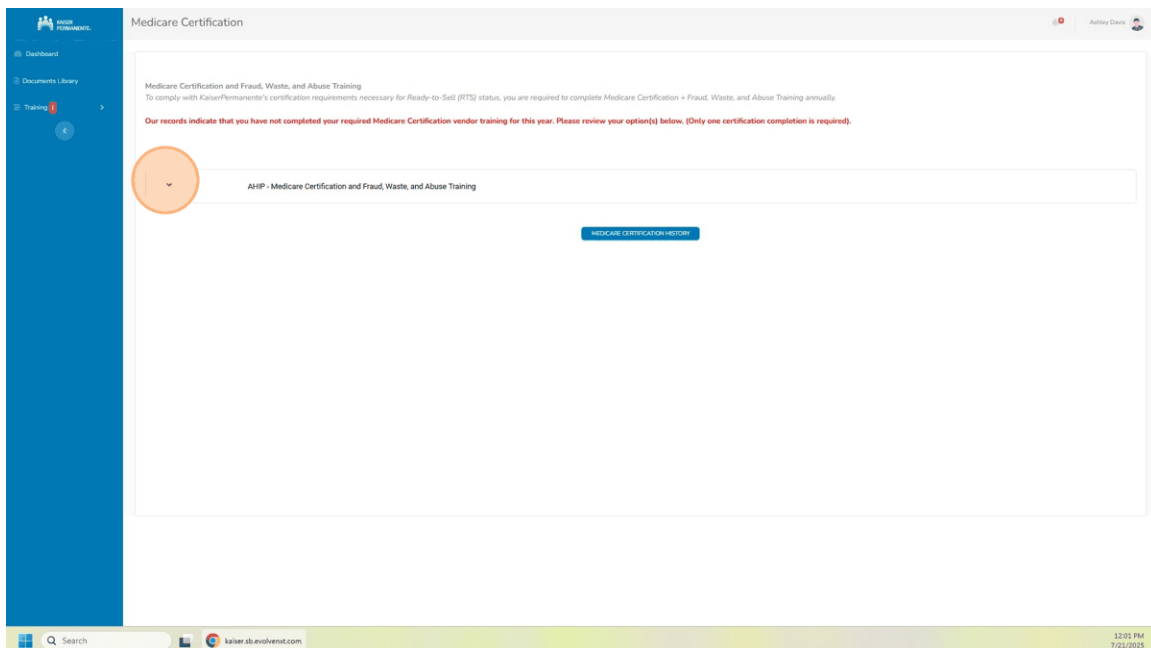 KAISER
PERMANENTE.
Medicare Certification
Ashley Davis
Dashboard
Documents Library
Training
Medicare Certification and Fraud, Waste, and Abuse Training
To comply with KaiserPermanente's certification requirements necessary for Ready-to-Sell (RTS) status, you are required to complete Medicare Certification + Fraud, Waste, and Abuse Training annually.
Our records indicate that you have not completed your required Medicare Certification vendor training for this year. Please review your option(s) below. (Only one certification completion is required).
AHIP - Medicare Certification and Fraud, Waste, and Abuse Training
MEDICARE CERTIFICATION HISTORY
Search
kaiser.sb.evolvenxt.com
12:01 PM
7/21/2025